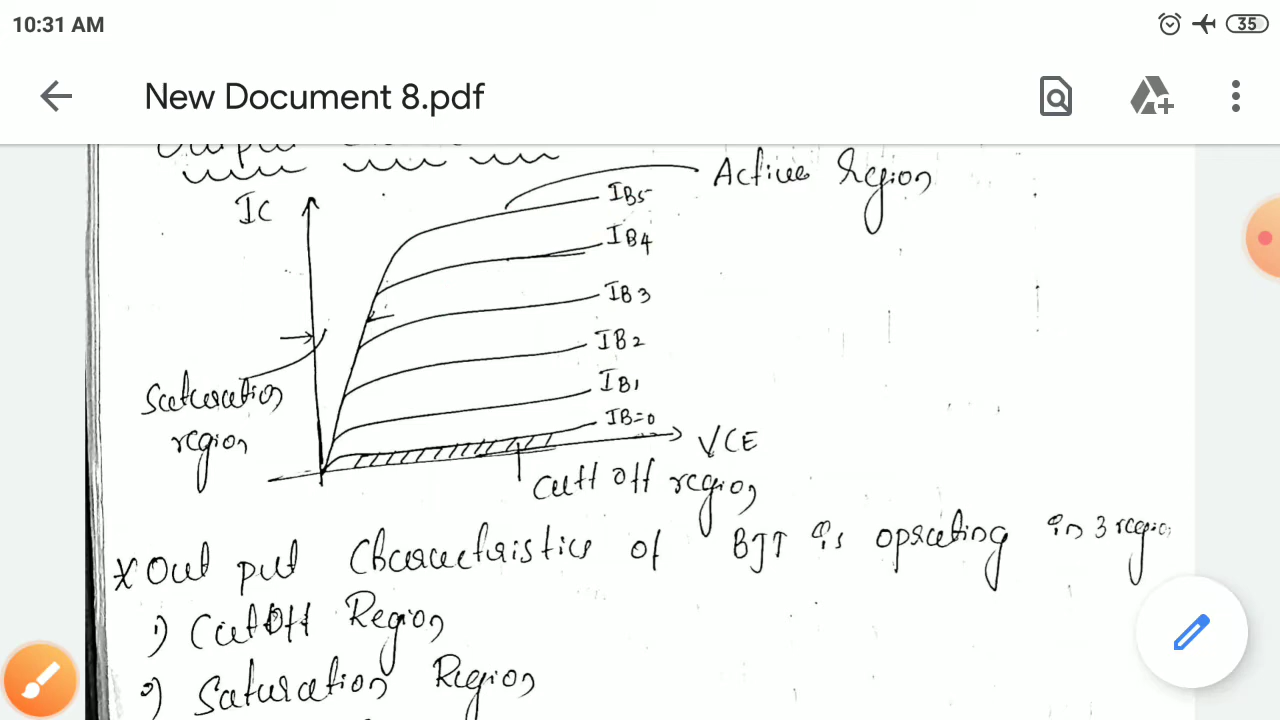 10:31 AM
35
New Document 8.pdf
Active Region
IC
IB5
IB4
IB3
IB2
IB1
IB=0
Saturation
region
VCE
Cutt off region
* Out put Characteristics of BJT is operating in 3 regio
1) CutOff Region
2) Saturation Region